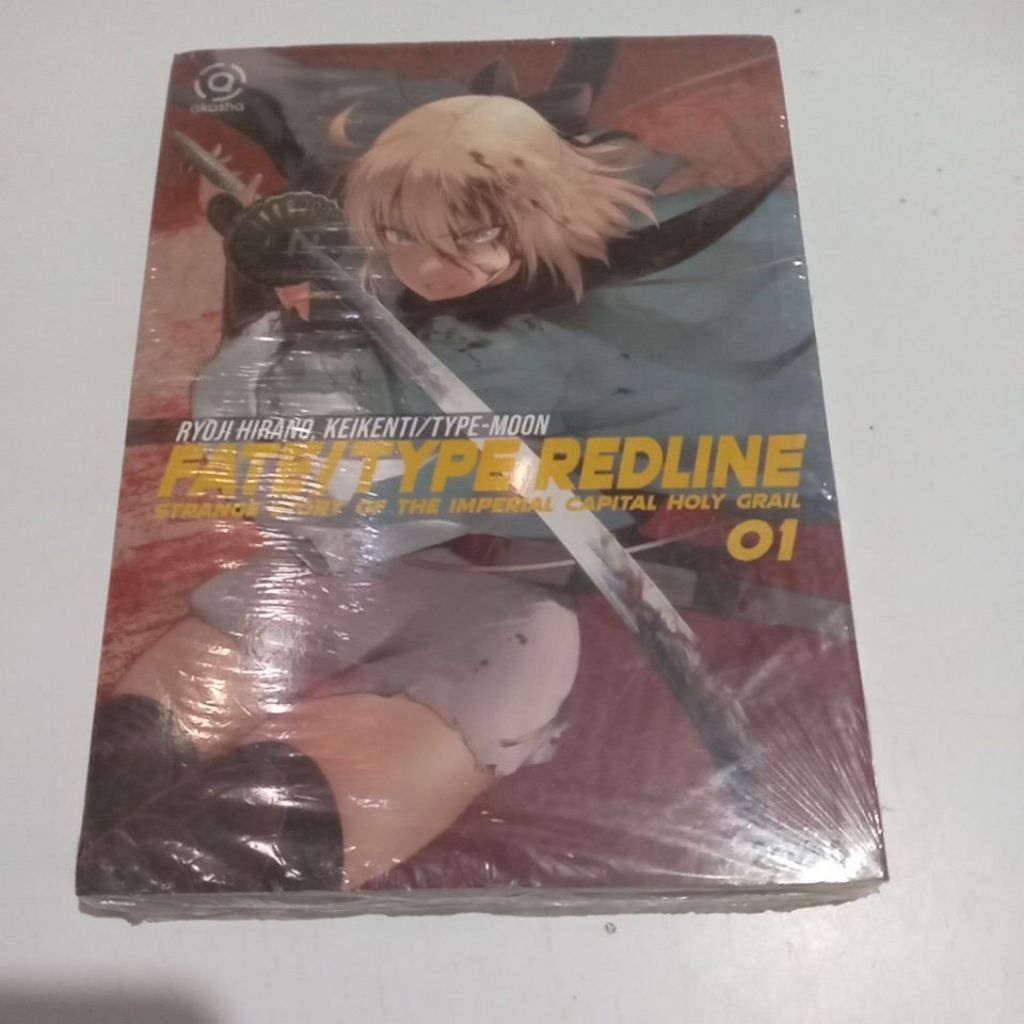 akasha
RYOJI HIRANO, KEIKENTI/TYPE-MOON
FATE/TYPE REDLINE
STRANGE STORY OF THE IMPERIAL CAPITAL HOLY GRAIL
01